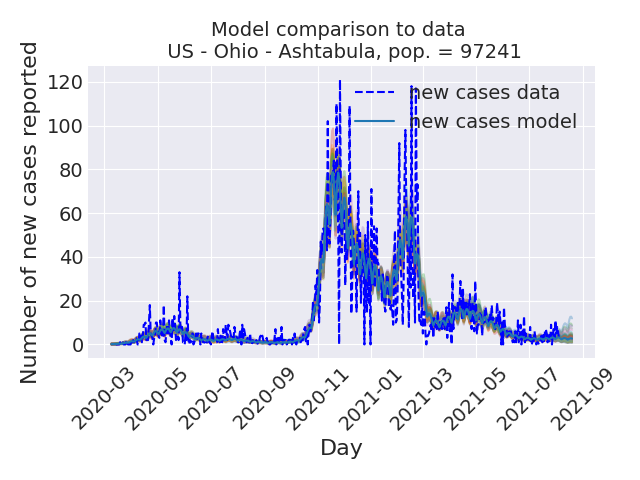 Model comparison to data
US - Ohio - Ashtabula, pop. = 97241
Number of new cases reported
120
100
80
60
40
20
0
new cases data
new cases model
2020-03
2020-05
2020-07
2020-09
2020-11
2021-01
2021-03
2021-05
2021-07
2021-09
Day